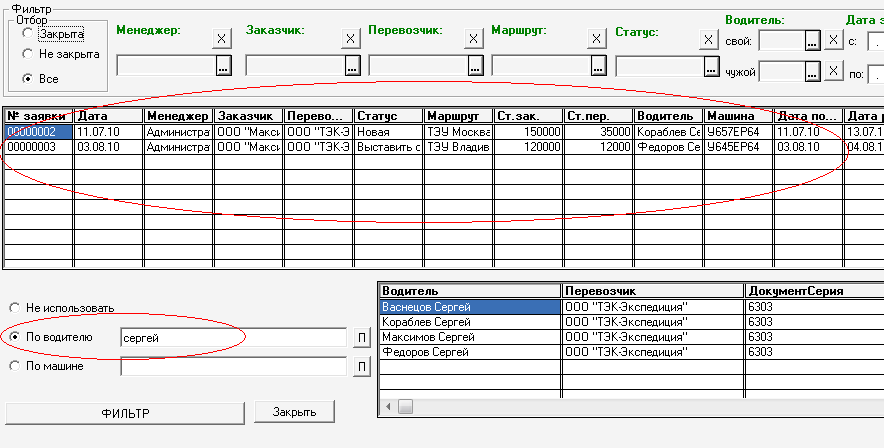 Фильтр
Отбор
Закрыта
Не закрыта
Все
Менеджер: X
...
Заказчик: X
...
Перевозчик: X
...
Маршрут: X
...
Статус: X
...
Водитель:
свой: ... X
чужой ... X
Дата з
с: .
по: .
№ заявки Дата Менеджер Заказчик Перево... Статус Маршрут Ст.зак. Ст.пер. Водитель Машина Дата по... Дата р
00000002 11.07.10 Администрат ООО "Макси ООО "ТЭК-Э Новая ТЭУ Москва 150000 35000 Кораблев Се У657ЕР64 11.07.10 13.07.1
00000003 03.08.10 Администрат ООО "Макси ООО "ТЭК-Э Выставить с ТЭУ Владив 120000 12000 Федоров Се У645ЕР64 03.08.10 04.08.1
Не использовать
По водителю сергей П
По машине П
ФИЛЬТР Закрыть
Водитель Перевозчик ДокументСерия
Васнецов Сергей ООО "ТЭК-Экспедиция" 6303
Кораблев Сергей ООО "ТЭК-Экспедиция" 6303
Максимов Сергей ООО "ТЭК-Экспедиция" 6303
Федоров Сергей ООО "ТЭК-Экспедиция" 6303